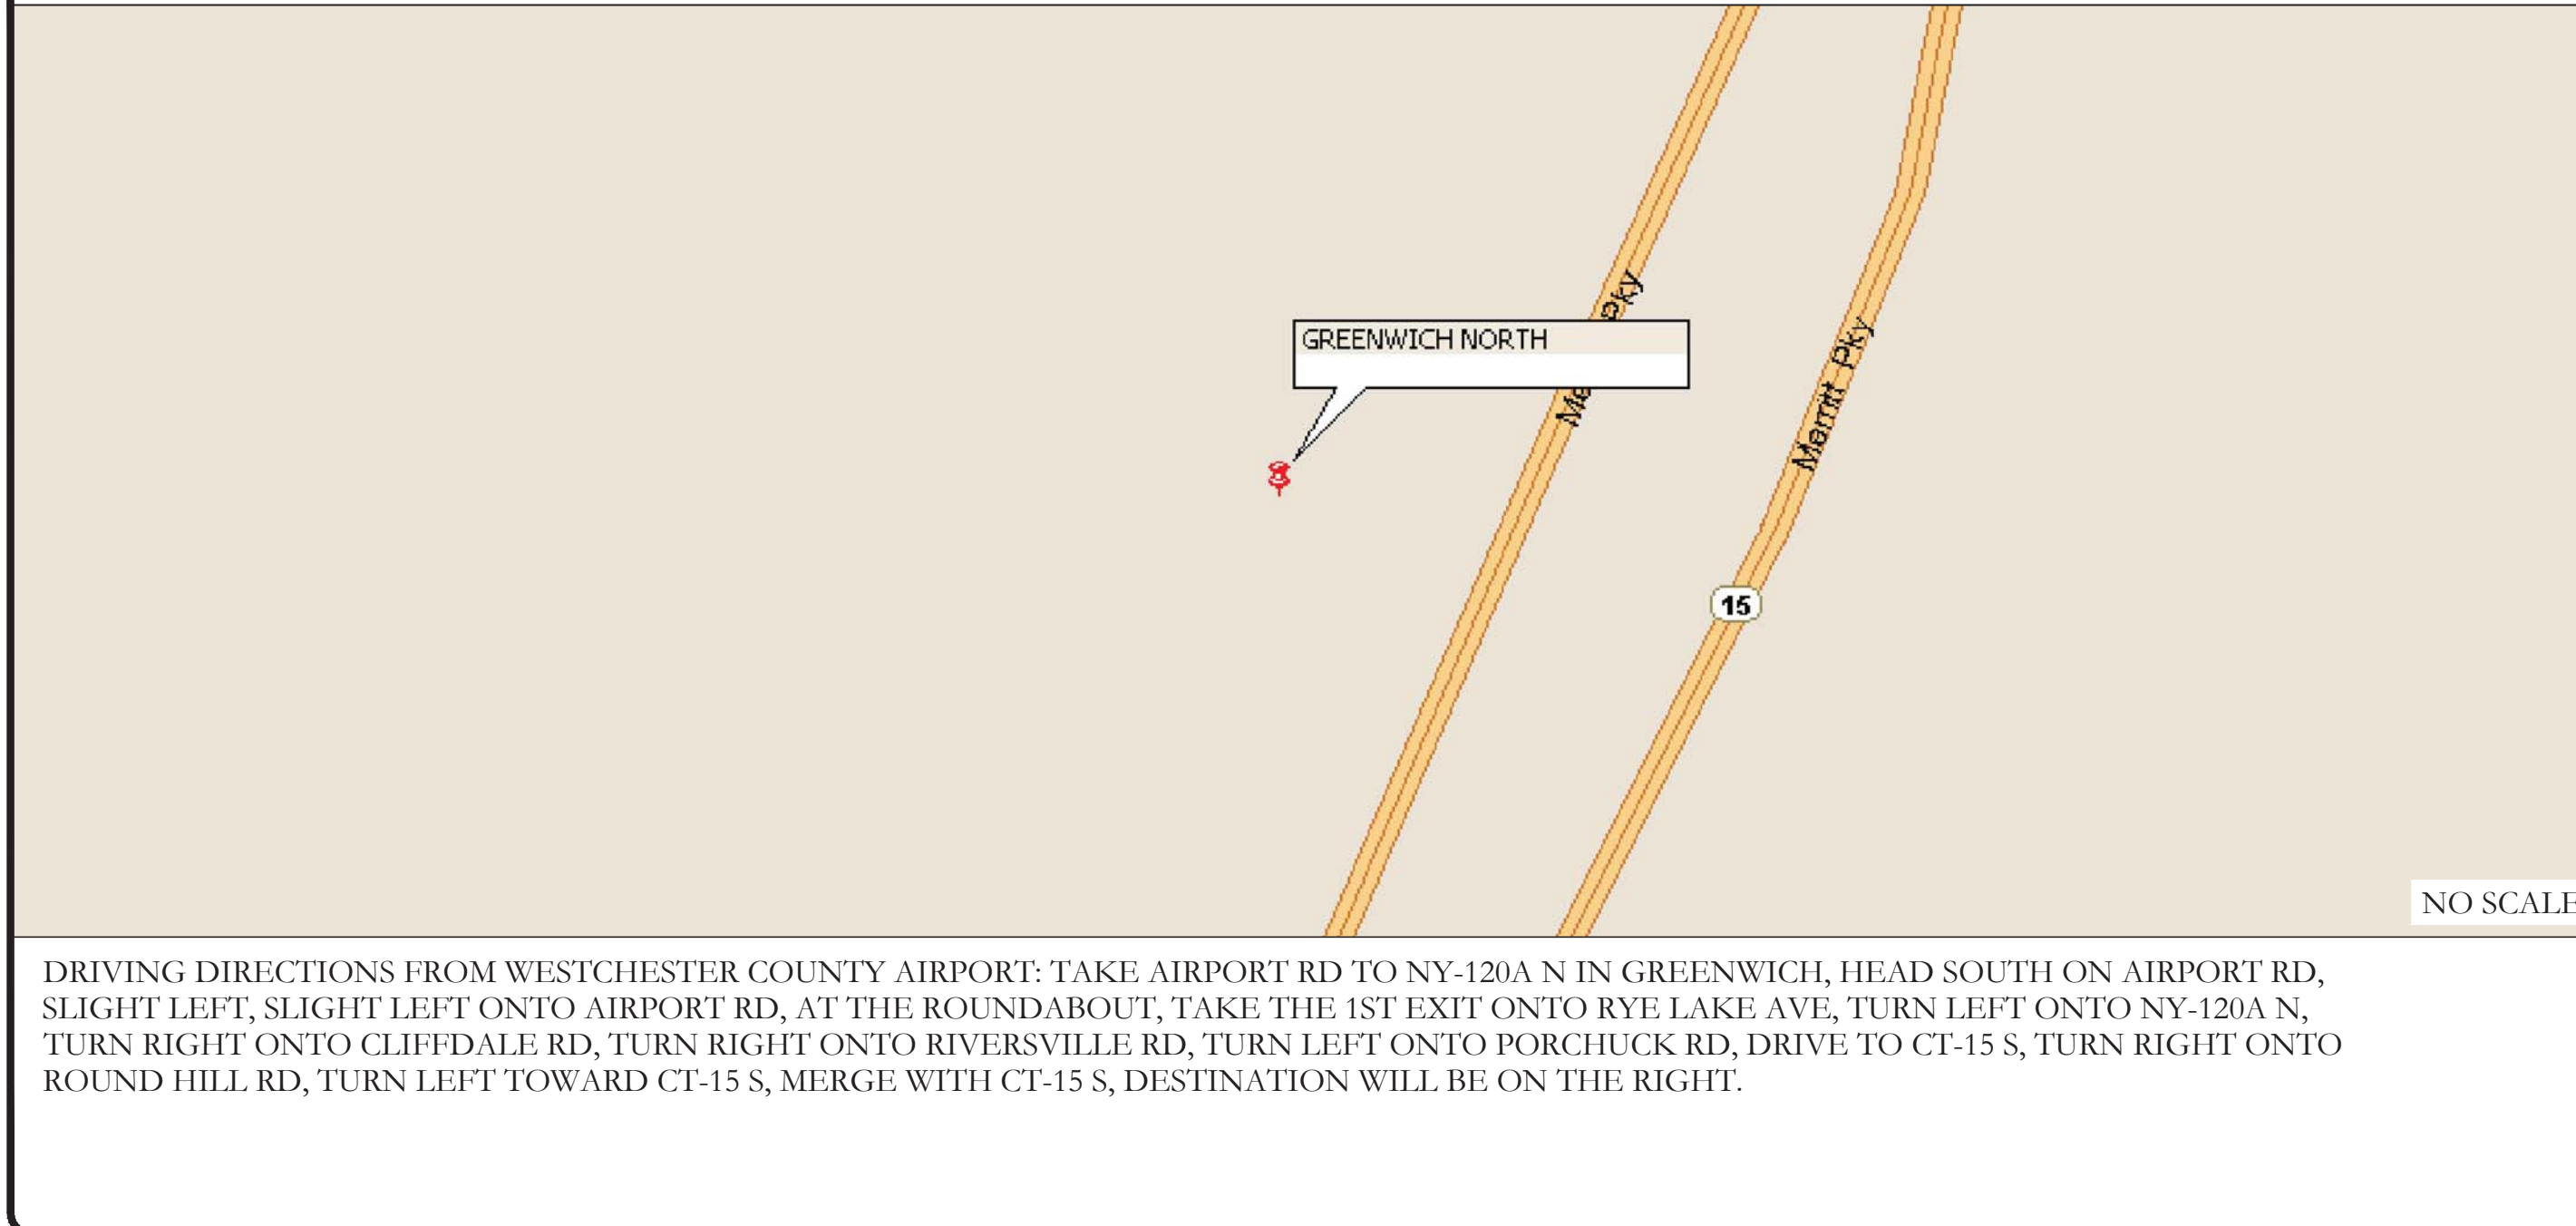 GREENWICH NORTH
Pky
Me
Merritt Pky
15
NO SCALE
DRIVING DIRECTIONS FROM WESTCHESTER COUNTY AIRPORT: TAKE AIRPORT RD TO NY-120A N IN GREENWICH, HEAD SOUTH ON AIRPORT RD,
SLIGHT LEFT, SLIGHT LEFT ONTO AIRPORT RD, AT THE ROUNDABOUT, TAKE THE 1ST EXIT ONTO RYE LAKE AVE, TURN LEFT ONTO NY-120A N,
TURN RIGHT ONTO CLIFFDALE RD, TURN RIGHT ONTO RIVERSVILLE RD, TURN LEFT ONTO PORCHUCK RD, DRIVE TO CT-15 S, TURN RIGHT ONTO
ROUND HILL RD, TURN LEFT TOWARD CT-15 S, MERGE WITH CT-15 S, DESTINATION WILL BE ON THE RIGHT.